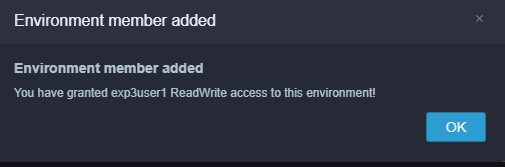 Environment member added
Environment member added
You have granted exp3user1 ReadWrite access to this environment!
OK